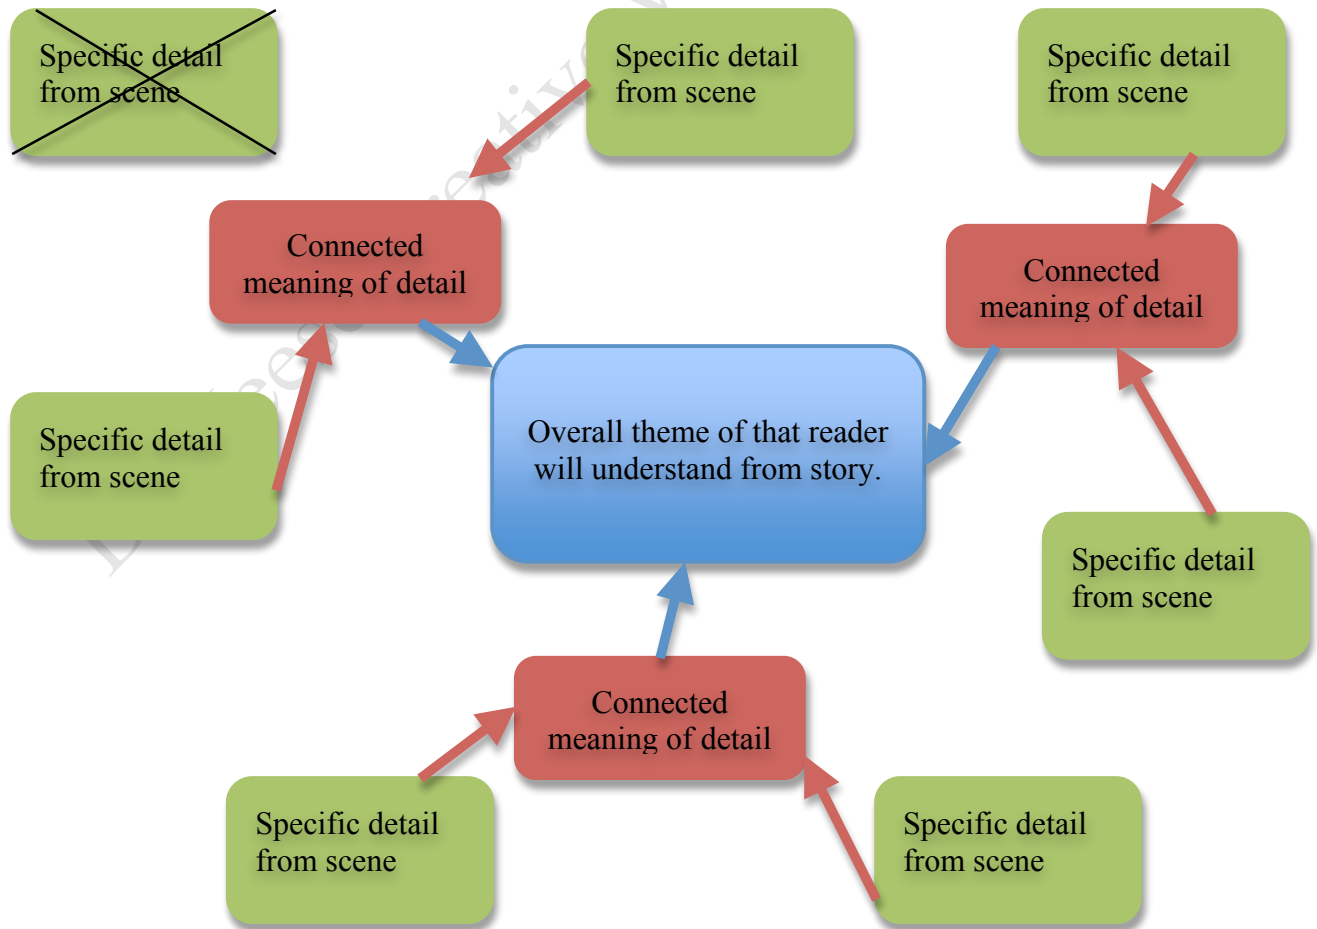 Specific detail
from scene
Specific detail
from scene
Specific detail
from scene
Connected
meaning of detail
Connected
meaning of detail
Specific detail
from scene
Overall theme of that reader
will understand from story.
Specific detail
from scene
Connected
meaning of detail
Specific detail
from scene
Specific detail
from scene